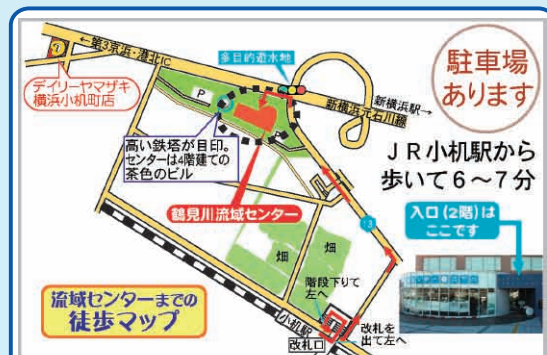 ←第3京浜・港北IC
多目的遊水地
駐車場
あります
デイリーヤマザキ
横浜小机町店
新横浜駅→
新横浜元石川線
P
P
高い鉄塔が目印。
センターは4階建ての
茶色のビル
JR小机駅から
歩いて6~7分
鶴見川流域センター
13
入口(2階)は
ここです
畑
畑
階段下りて
左へ
流域センターまでの
徒歩マップ
小机駅
改札口
改札を
出て左へ